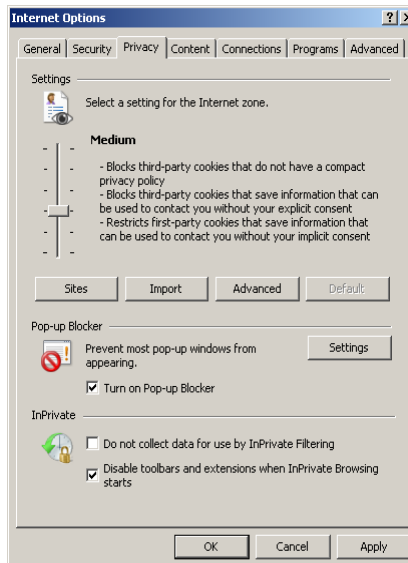 Internet Options
General Security Privacy Content Connections Programs Advanced
Settings
Select a setting for the Internet zone.
Medium
- Blocks third-party cookies that do not have a compact
privacy policy
- Blocks third-party cookies that save information that can
be used to contact you without your explicit consent
- Restricts first-party cookies that save information that
can be used to contact you without your implicit consent
Sites Import Advanced Default
Pop-up Blocker
Prevent most pop-up windows from
appearing.
Settings
Turn on Pop-up Blocker
InPrivate
Do not collect data for use by InPrivate Filtering
Disable toolbars and extensions when InPrivate Browsing
starts
OK Cancel Apply